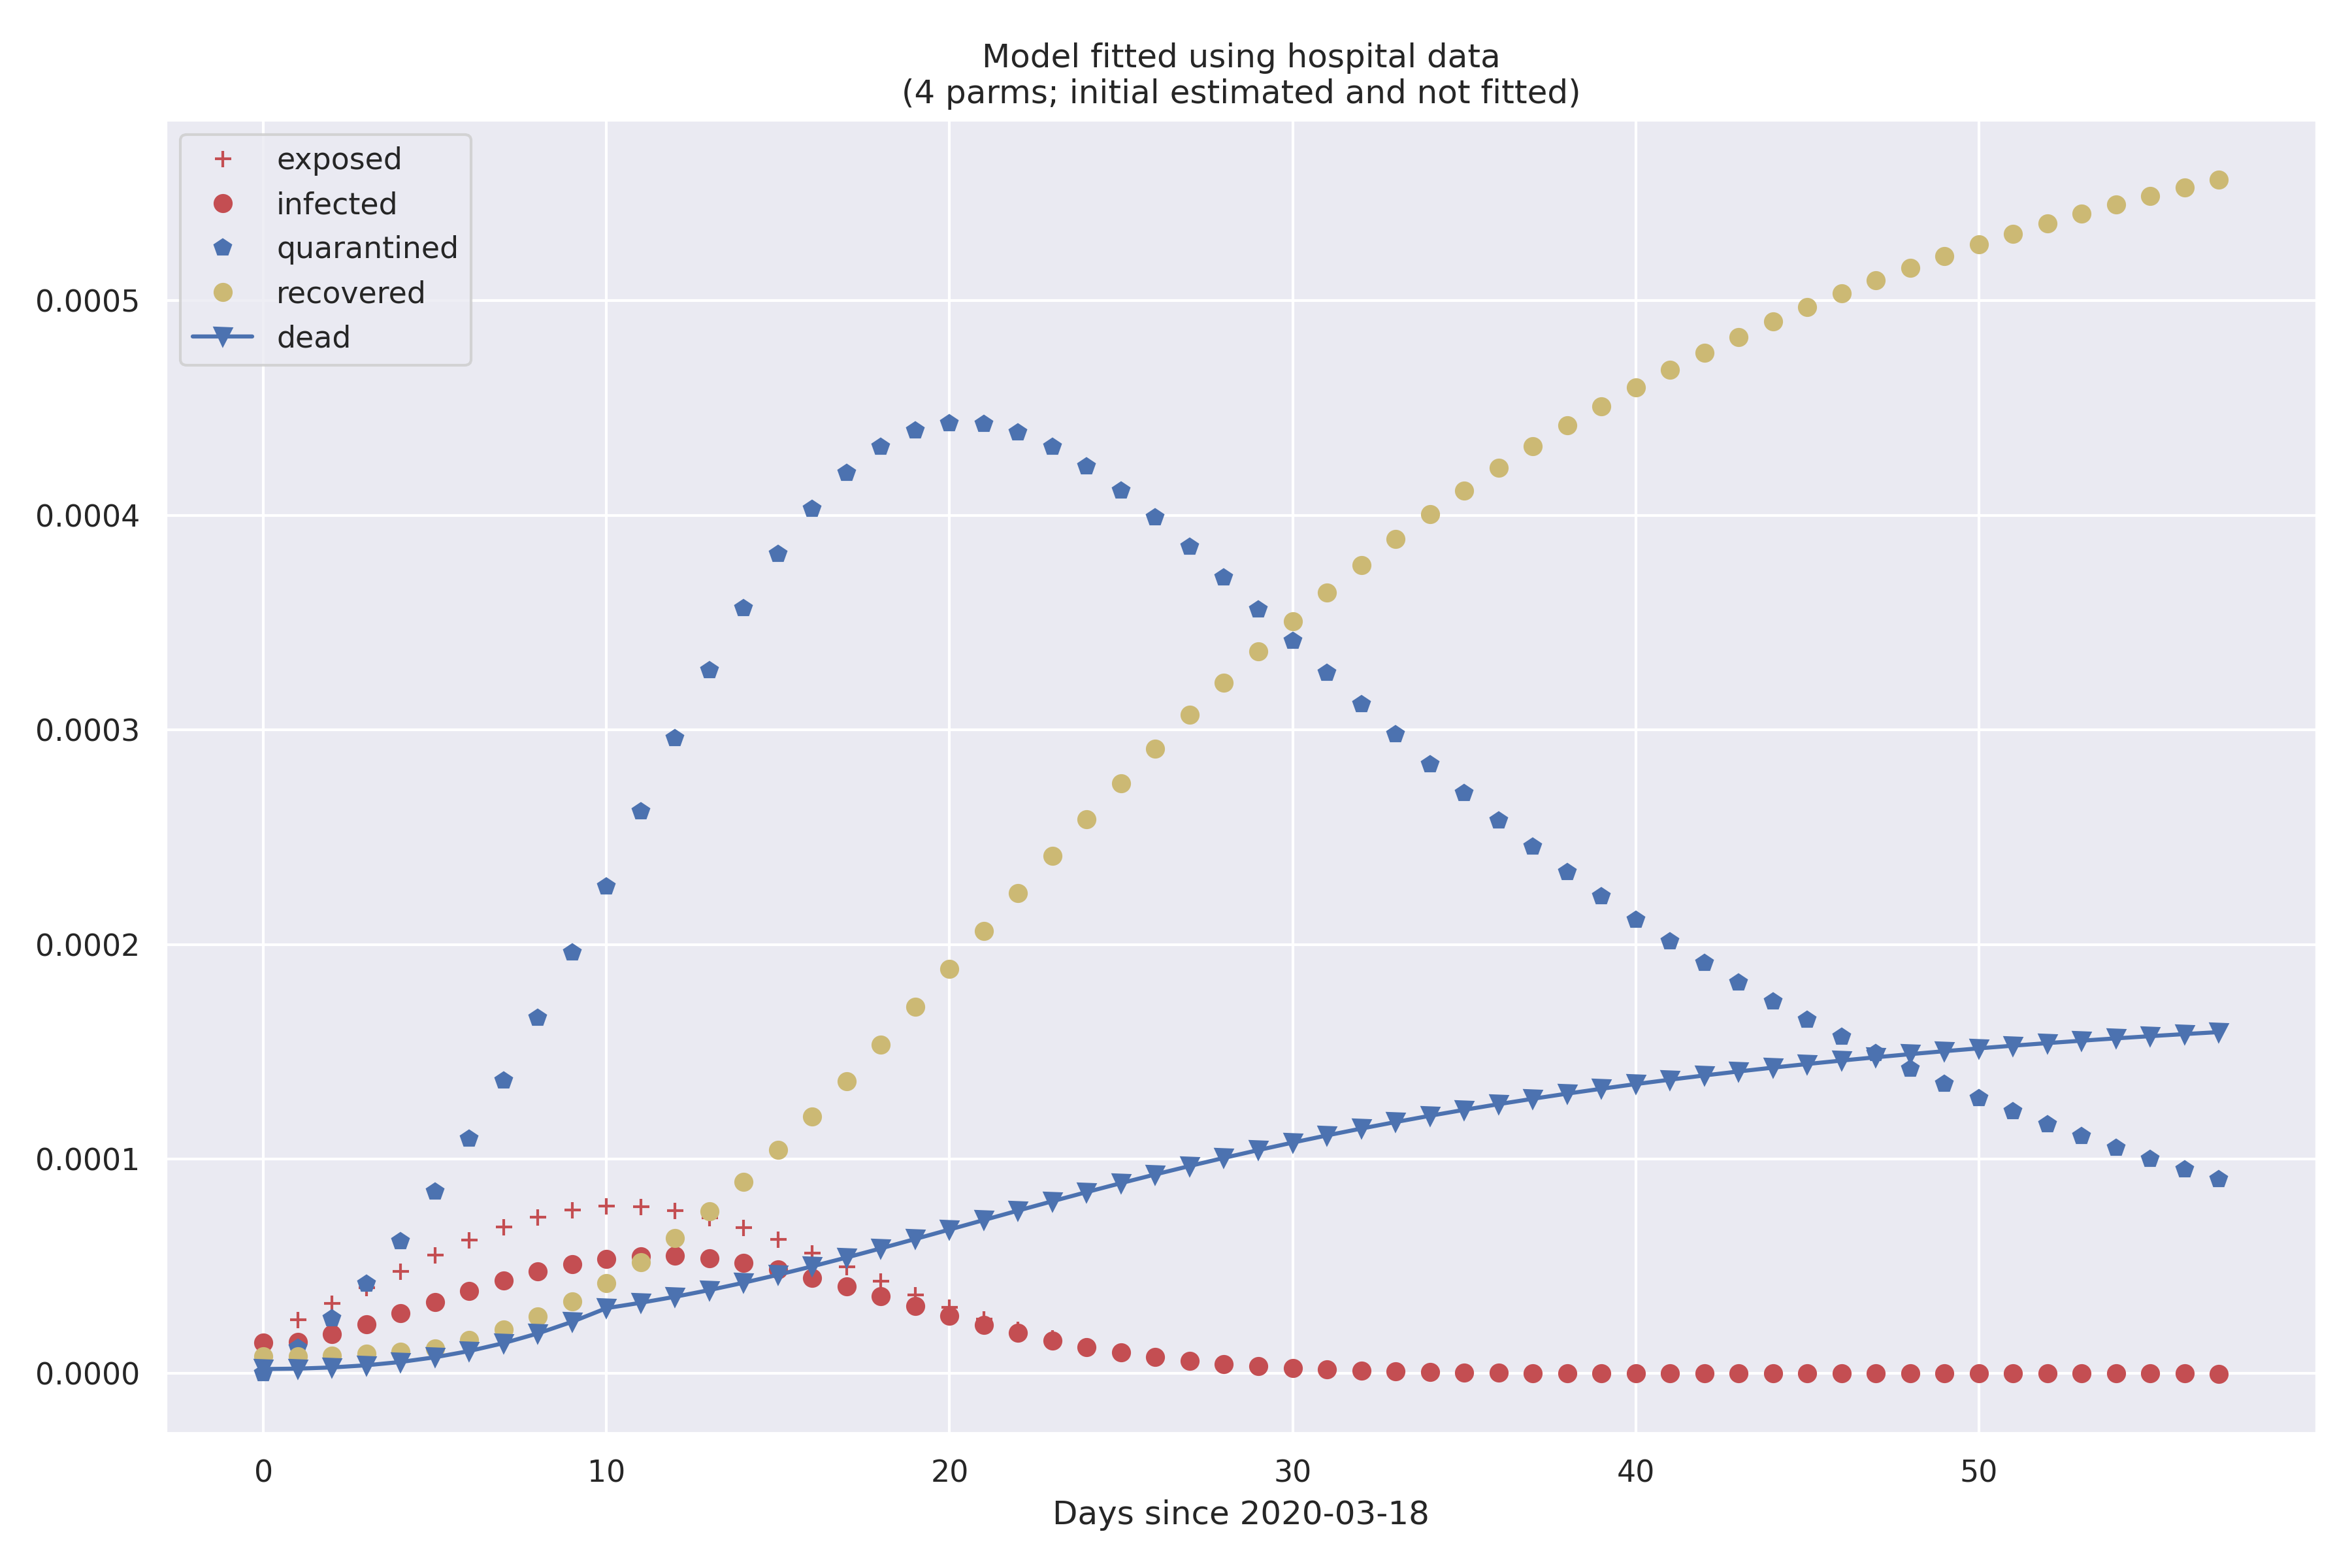 Model fitted using hospital data
(4 parms; initial estimated and not fitted)
exposed
infected
quarantined
recovered
dead
0.0005
0.0004
0.0003
0.0002
0.0001
0.0000
0 10 20 30 40 50
Days since 2020-03-18